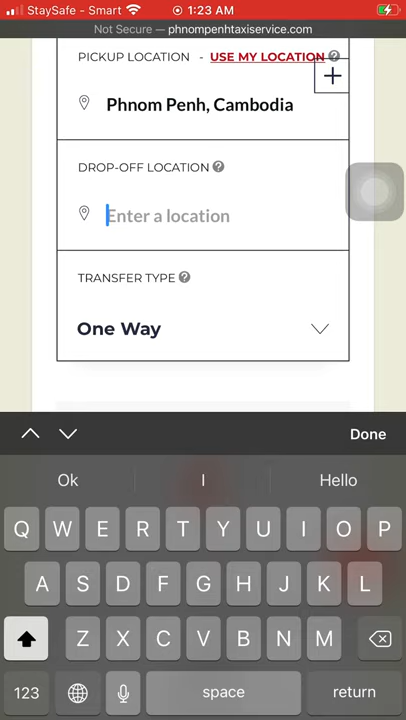 StaySafe - Smart 1:23 AM
Not Secure — phnompenhtaxiservice.com
PICKUP LOCATION - USE MY LOCATION ?
+
Phnom Penh, Cambodia
DROP-OFF LOCATION ?
Enter a location
TRANSFER TYPE ?
One Way
Done
Ok I Hello
Q W E R T Y U I O P
A S D F G H J K L
Z X C V B N M
123 space return